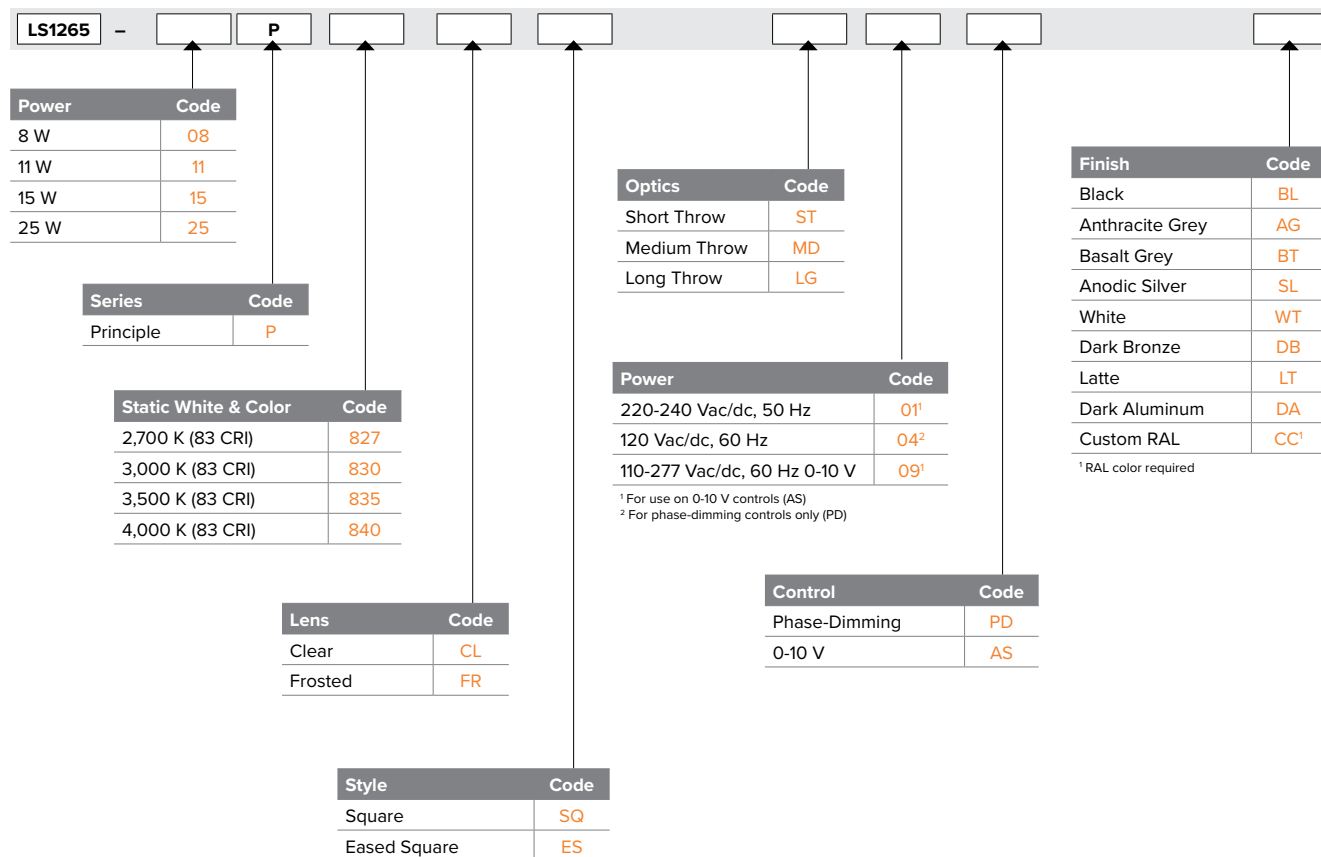 LS1265 – P
Power Code
8 W 08
11 W 11
15 W 15
25 W 25
Series Code
Principle P
Static White & Color Code
2,700 K (83 CRI) 827
3,000 K (83 CRI) 830
3,500 K (83 CRI) 835
4,000 K (83 CRI) 840
Lens Code
Clear CL
Frosted FR
Style Code
Square SQ
Eased Square ES
Optics Code
Short Throw ST
Medium Throw MD
Long Throw LG
Power Code
220-240 Vac/dc, 50 Hz 01¹
120 Vac/dc, 60 Hz 04²
110-277 Vac/dc, 60 Hz 0-10 V 09¹
¹ For use on 0-10 V controls (AS)
² For phase-dimming controls only (PD)
Control Code
Phase-Dimming PD
0-10 V AS
Finish Code
Black BL
Anthracite Grey AG
Basalt Grey BT
Anodic Silver SL
White WT
Dark Bronze DB
Latte LT
Dark Aluminum DA
Custom RAL CC¹
¹ RAL color required